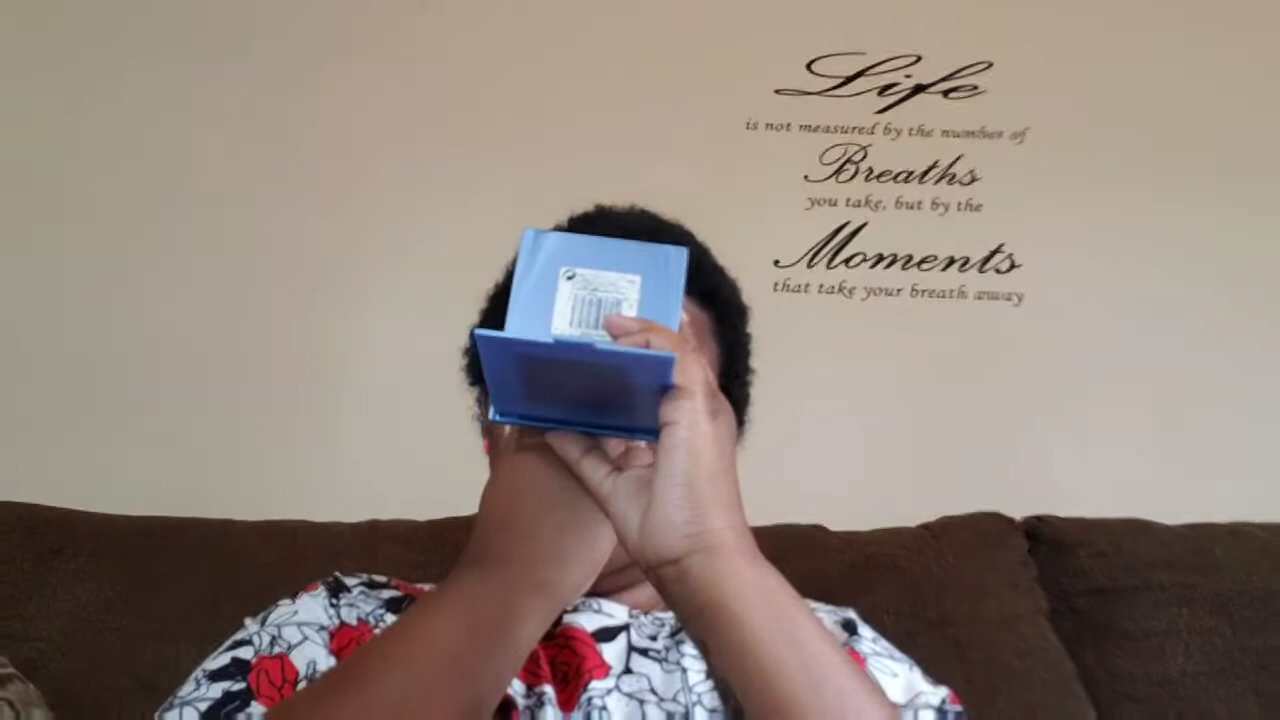 Life
is not measured by the number of
Breaths
you take, but by the
Moments
that take your breath away